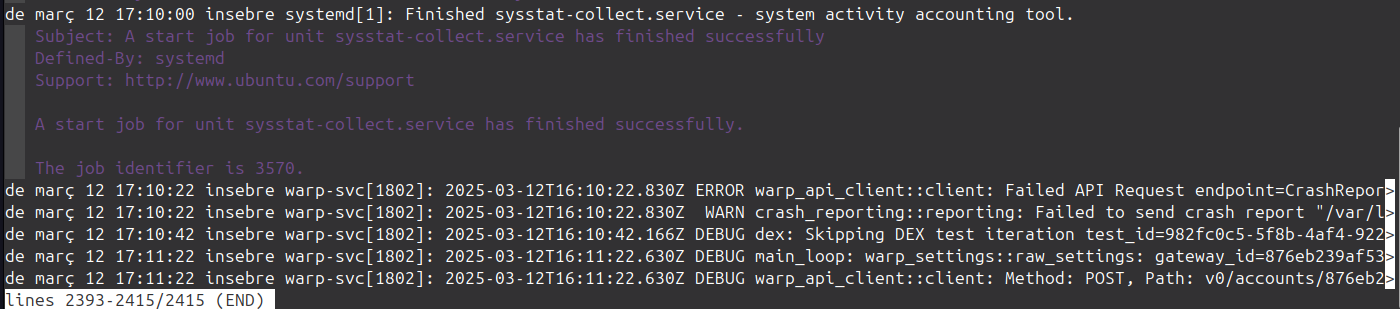 de març 12 17:10:00 insebre systemd[1]: Finished sysstat-collect.service - system activity accounting tool.
Subject: A start job for unit sysstat-collect.service has finished successfully
Defined-By: systemd
Support: http://www.ubuntu.com/support
A start job for unit sysstat-collect.service has finished successfully.
The job identifier is 3570.
de març 12 17:10:22 insebre warp-svc[1802]: 2025-03-12T16:10:22.830Z ERROR warp_api_client::client: Failed API Request endpoint=CrashRepor>
de març 12 17:10:22 insebre warp-svc[1802]: 2025-03-12T16:10:22.830Z  WARN crash_reporting::reporting: Failed to send crash report "/var/l>
de març 12 17:10:42 insebre warp-svc[1802]: 2025-03-12T16:10:42.166Z DEBUG dex: Skipping DEX test iteration test_id=982fc0c5-5f8b-4af4-922>
de març 12 17:11:22 insebre warp-svc[1802]: 2025-03-12T16:11:22.630Z DEBUG main_loop: warp_settings::raw_settings: gateway_id=876eb239af53>
de març 12 17:11:22 insebre warp-svc[1802]: 2025-03-12T16:11:22.630Z DEBUG warp_api_client::client: Method: POST, Path: v0/accounts/876eb2>
lines 2393-2415/2415 (END)